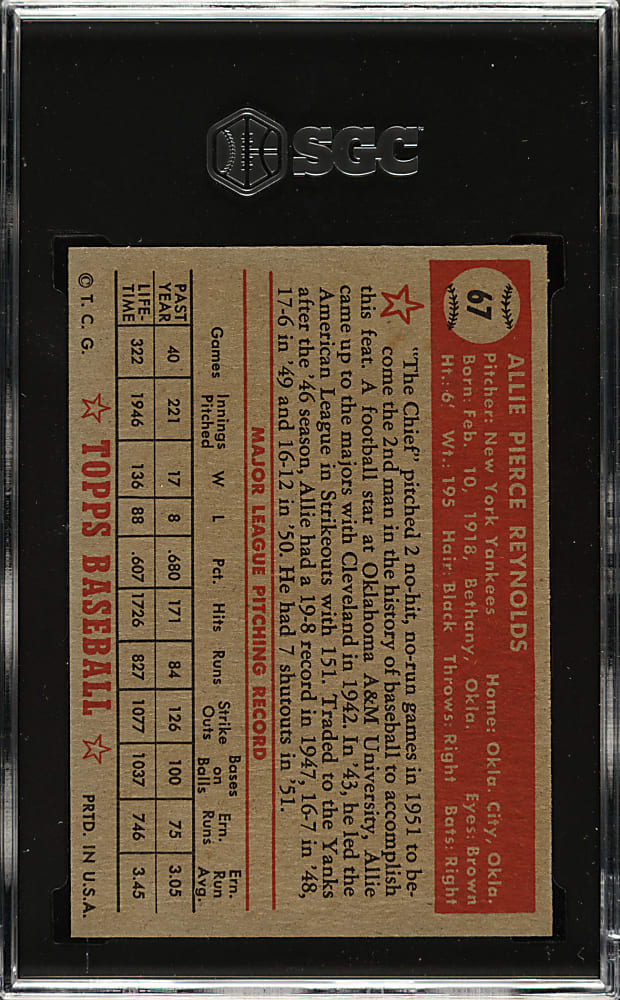 SGC
67
ALLIE PIERCE REYNOLDS
Pitcher: New York Yankees Home: Okla. City, Okla.
Born: Feb. 10, 1918, Bethany, Okla. Eyes: Brown
Ht.: 6' Wt.: 195 Hair: Black Throws: Right Bats: Right
"The Chief" pitched 2 no-hit, no-run games in 1951 to be-
come the 2nd man in the history of baseball to accomplish
this feat. A football star at Oklahoma A&M University, Allie
came up to the majors with Cleveland in 1942. In '43, he led the
American League in Strikeouts with 151. Traded to the Yanks
after the '46 season, Allie had a 19-8 record in 1947, 16-7 in '48,
17-6 in '49 and 16-12 in '50. He had 7 shutouts in '51.
MAJOR LEAGUE PITCHING RECORD
Games Innings Pitched W L Pct. Hits Runs Strike Outs Bases on Balls Ern. Runs Ern. Run Avg.
PAST YEAR 40 221 17 8 .680 171 84 126 100 75 3.05
LIFE-TIME 322 1946 136 88 .607 1726 827 1077 1037 746 3.45
© T. C. G. TOPPS BASEBALL PRTD. IN U.S.A.